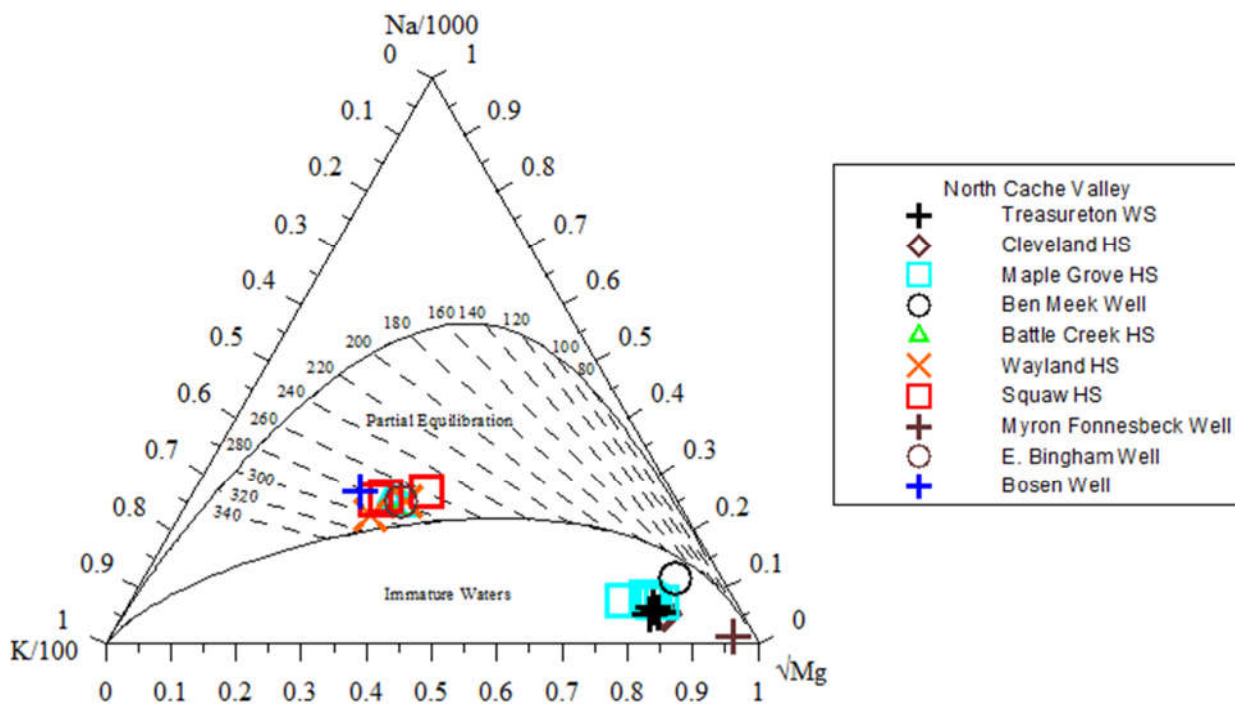 Na/1000
0 1
0.1 0.9
0.2 0.8
0.3 0.7
0.4 0.6
0.5 0.5
0.6 0.4
0.7 0.3
0.8 0.2
0.9 0.1
1 0
K/100 √Mg
0 0.1 0.2 0.3 0.4 0.5 0.6 0.7 0.8 0.9 1
340 320 300 280 260 240 220 200 180 160 140 120 100 80
Partial Equilibration
Immature Waters
North Cache Valley
Treasureton WS
Cleveland HS
Maple Grove HS
Ben Meek Well
Battle Creek HS
Wayland HS
Squaw HS
Myron Fonnesbeck Well
E. Bingham Well
Bosen Well